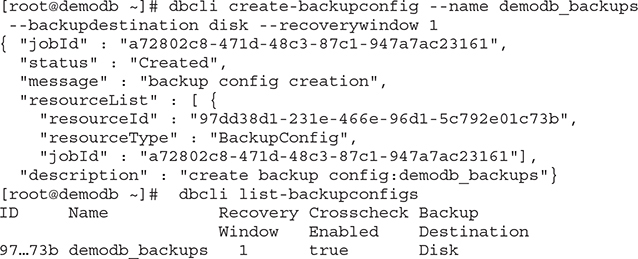 [root@demodb ~]# dbcli create-backupconfig --name demodb_backups
--backupdestination disk --recoverywindow 1
{ "jobId" : "a72802c8-471d-48c3-87c1-947a7ac23161",
"status" : "Created",
"message" : "backup config creation",
"resourceList" : [ {
"resourceId" : "97dd38d1-231e-466e-96d1-5c792e01c73b",
"resourceType" : "BackupConfig",
"jobId" : "a72802c8-471d-48c3-87c1-947a7ac23161"],
"description" : "create backup config:demodb_backups"}
[root@demodb ~]#  dbcli list-backupconfigs
ID Name Recovery Crosscheck Backup
Window Enabled Destination
97…73b demodb_backups 1 true Disk